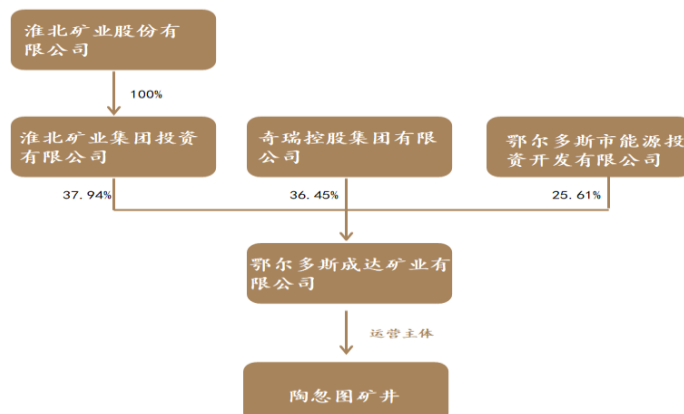 淮北矿业股份有
限公司
100%
淮北矿业集团投资
有限公司
奇瑞控股集团有限
公司
鄂尔多斯市能源投
资开发有限公司
37.94%
36.45%
25.61%
鄂尔多斯成达矿业有
限公司
运营主体
陶忽图矿井